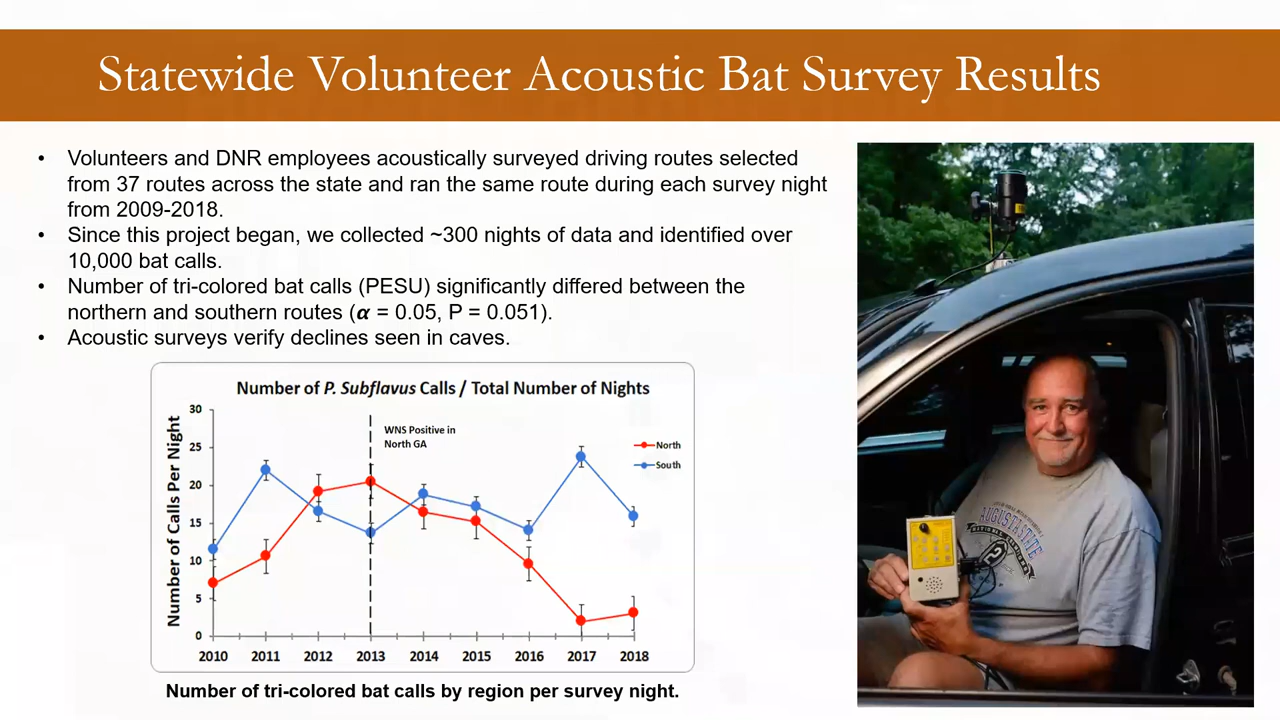 Statewide Volunteer Acoustic Bat Survey Results
• Volunteers and DNR employees acoustically surveyed driving routes selected
from 37 routes across the state and ran the same route during each survey night
from 2009-2018.
• Since this project began, we collected ~300 nights of data and identified over
10,000 bat calls.
• Number of tri-colored bat calls (PESU) significantly differed between the
northern and southern routes (α = 0.05, P = 0.051).
• Acoustic surveys verify declines seen in caves.
Number of P. Subflavus Calls / Total Number of Nights
Number of Calls Per Night
30
25
20
15
10
5
0
WNS Positive in
North GA
North
South
2010 2011 2012 2013 2014 2015 2016 2017 2018
Number of tri-colored bat calls by region per survey night.
AUGUSTA STATE